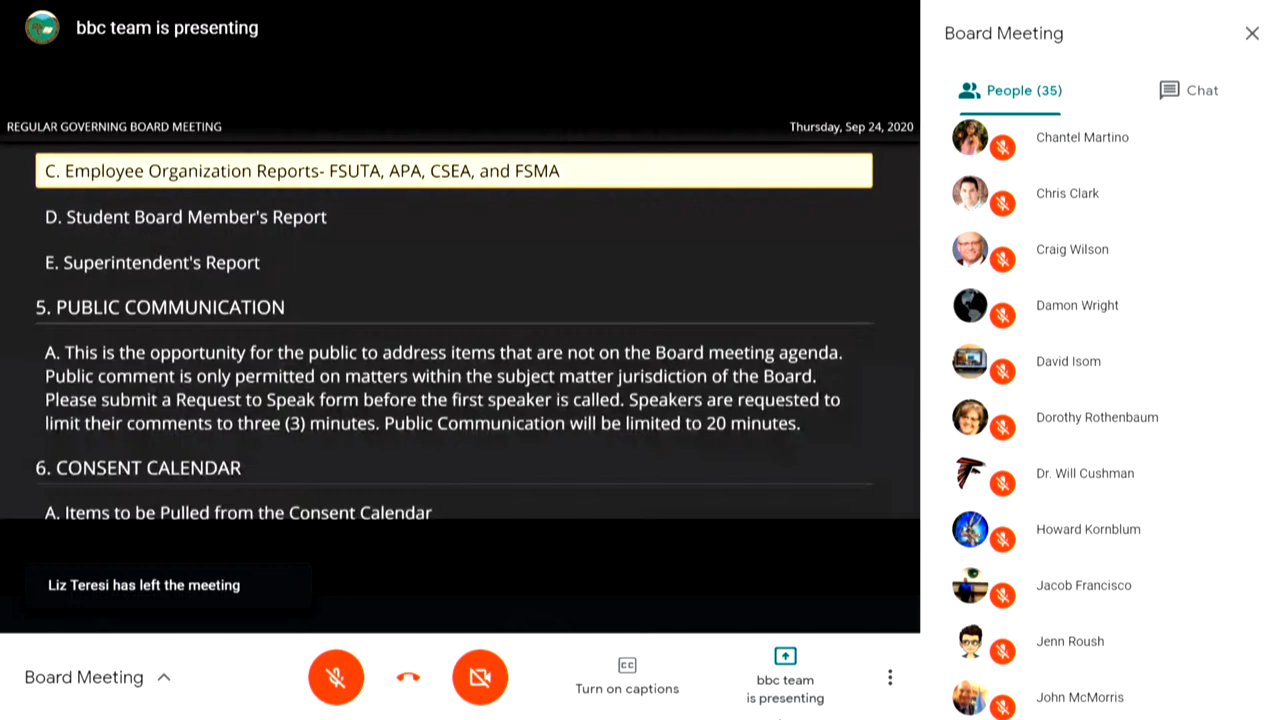 bbc team is presenting
REGULAR GOVERNING BOARD MEETING
Thursday, Sep 24, 2020
C. Employee Organization Reports- FSUTA, APA, CSEA, and FSMA
D. Student Board Member's Report
E. Superintendent's Report
5. PUBLIC COMMUNICATION
A. This is the opportunity for the public to address items that are not on the Board meeting agenda.
Public comment is only permitted on matters within the subject matter jurisdiction of the Board.
Please submit a Request to Speak form before the first speaker is called. Speakers are requested to
limit their comments to three (3) minutes. Public Communication will be limited to 20 minutes.
6. CONSENT CALENDAR
A. Items to be Pulled from the Consent Calendar
Liz Teresi has left the meeting
Board Meeting
CC
Turn on captions
bbc team
is presenting
Board Meeting
People (35)
Chat
Chantel Martino
Chris Clark
Craig Wilson
Damon Wright
David Isom
Dorothy Rothenbaum
Dr. Will Cushman
Howard Kornblum
Jacob Francisco
Jenn Roush
John McMorris